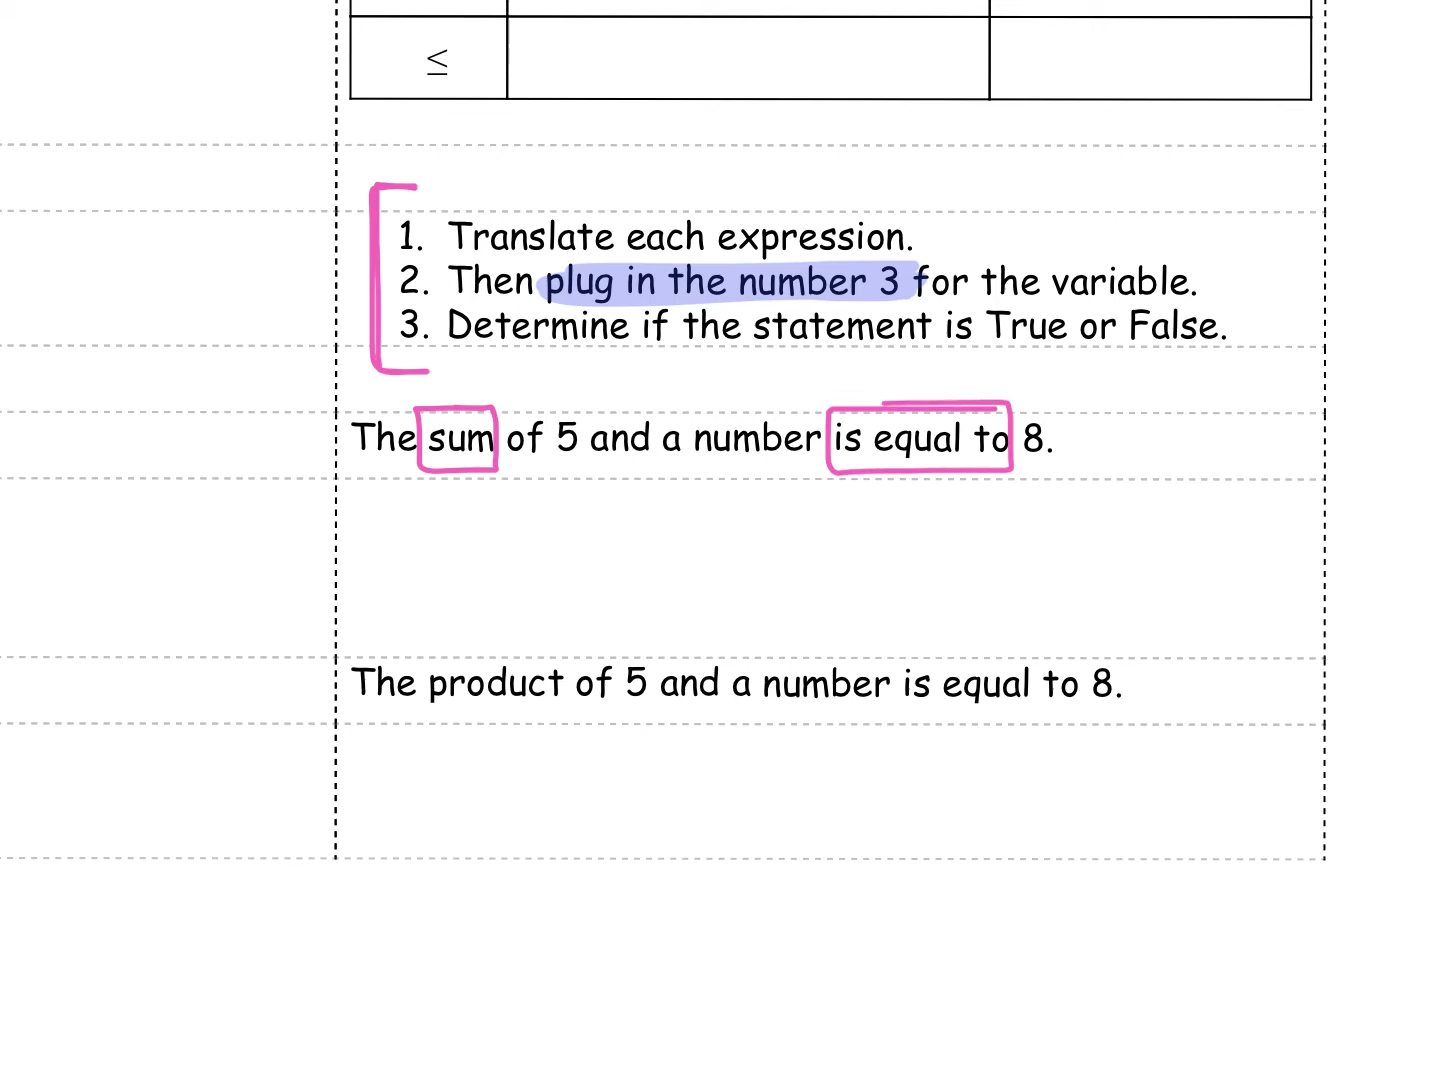 ≤
1. Translate each expression.
2. Then plug in the number 3 for the variable.
3. Determine if the statement is True or False.
The sum of 5 and a number is equal to 8.
The product of 5 and a number is equal to 8.